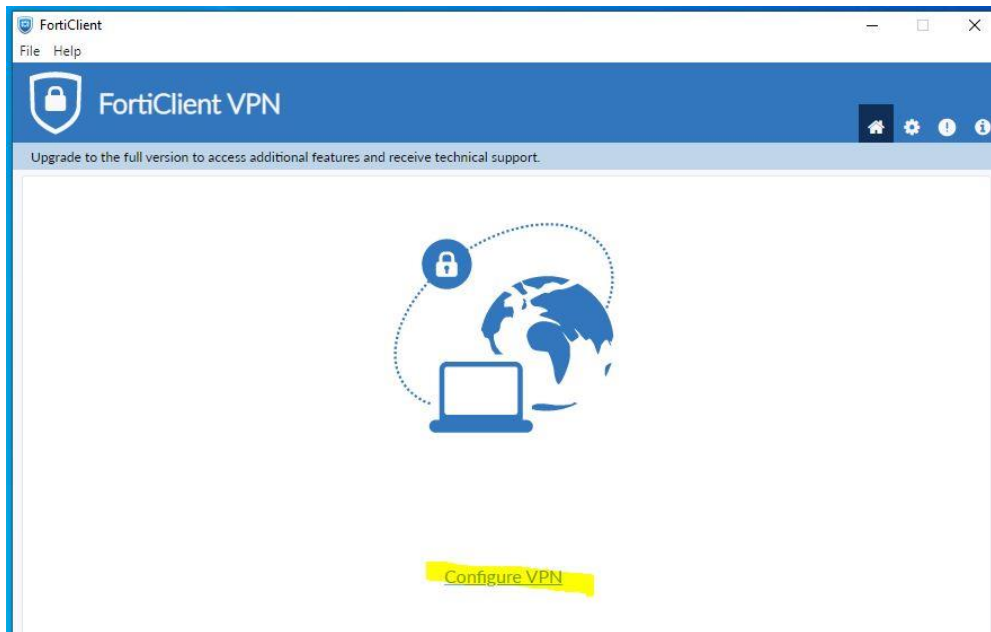 FortiClient
File Help
FortiClient VPN
Upgrade to the full version to access additional features and receive technical support.
Configure VPN